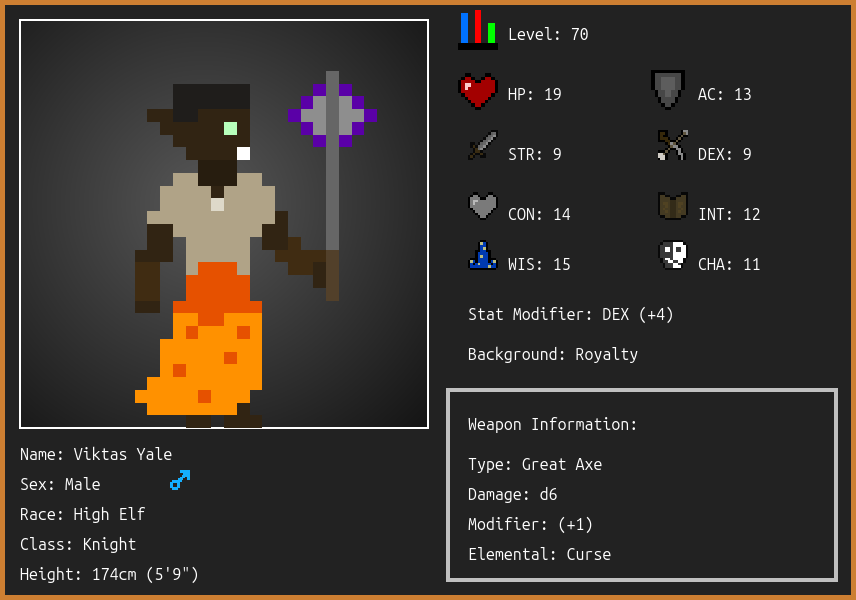 Level: 70
HP: 19
AC: 13
STR: 9
DEX: 9
CON: 14
INT: 12
WIS: 15
CHA: 11
Stat Modifier: DEX (+4)
Background: Royalty
Weapon Information:
Type: Great Axe
Damage: d6
Modifier: (+1)
Elemental: Curse
Name: Viktas Yale
Sex: Male
Race: High Elf
Class: Knight
Height: 174cm (5'9")